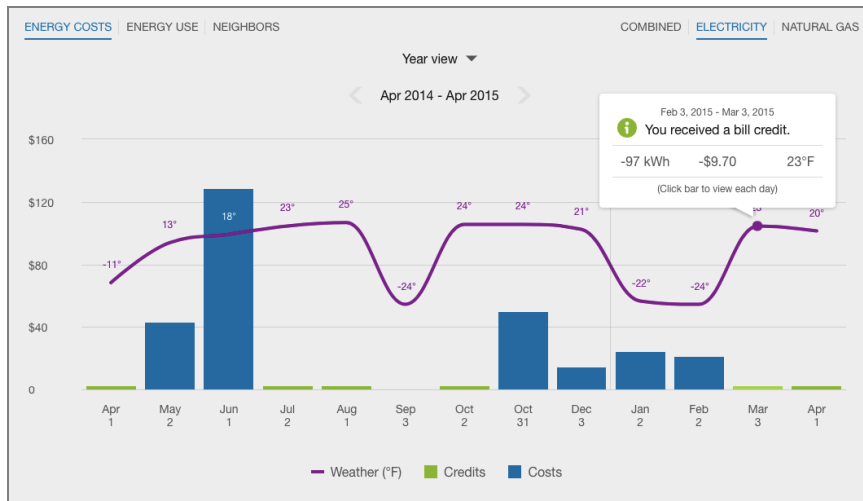 ENERGY COSTS ENERGY USE NEIGHBORS COMBINED ELECTRICITY NATURAL GAS
Year view
Apr 2014 - Apr 2015
Feb 3, 2015 - Mar 3, 2015
You received a bill credit.
-97 kWh -$9.70 23°F
(Click bar to view each day)
$160
$120
$80
$40
0
-11° 13° 18° 23° 25° -24° 24° 24° 21° -22° -24° 20°
Apr May Jun Jul Aug Sep Oct Oct Dec Jan Feb Mar Apr
1 2 1 2 1 3 2 31 3 2 2 3 1
Weather (°F) Credits Costs